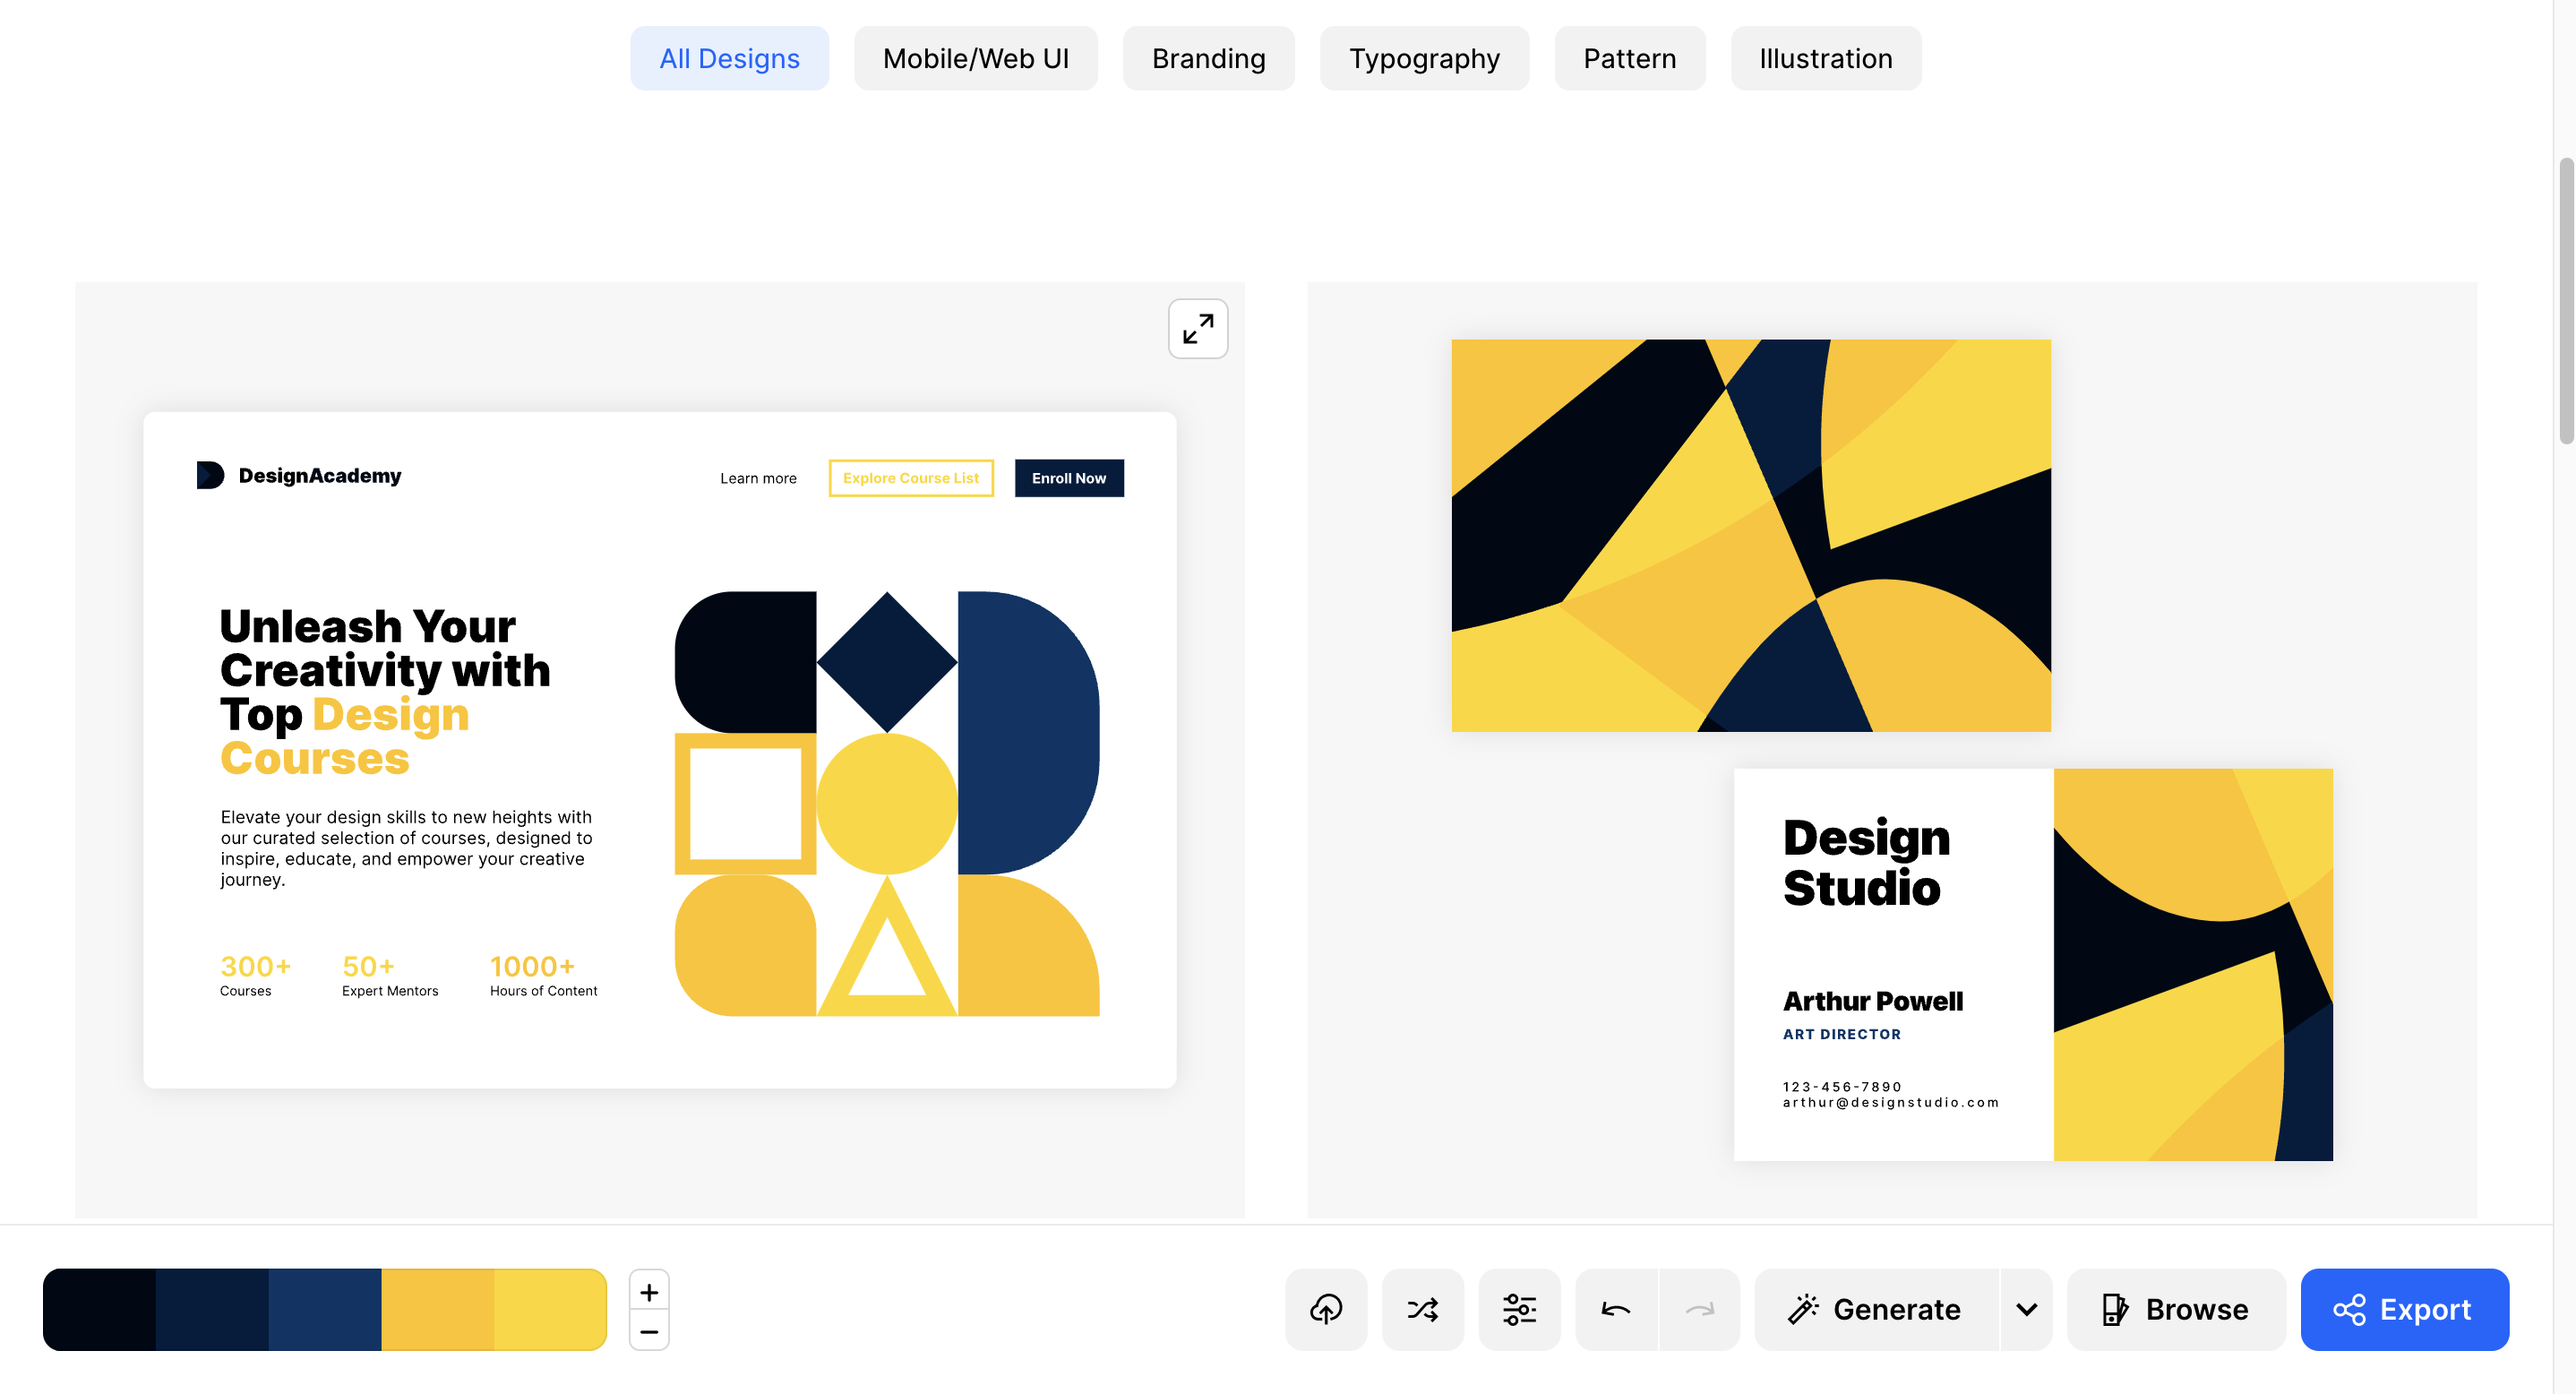 All Designs
Mobile/Web UI
Branding
Typography
Pattern
Illustration
DesignAcademy
Learn more
Explore Course List
Enroll Now
Unleash Your
Creativity with
Top Design
Courses
Elevate your design skills to new heights with
our curated selection of courses, designed to
inspire, educate, and empower your creative
journey.
300+
Courses
50+
Expert Mentors
1000+
Hours of Content
Design
Studio
Arthur Powell
ART DIRECTOR
123-456-7890
arthur@designstudio.com
Generate
Browse
Export